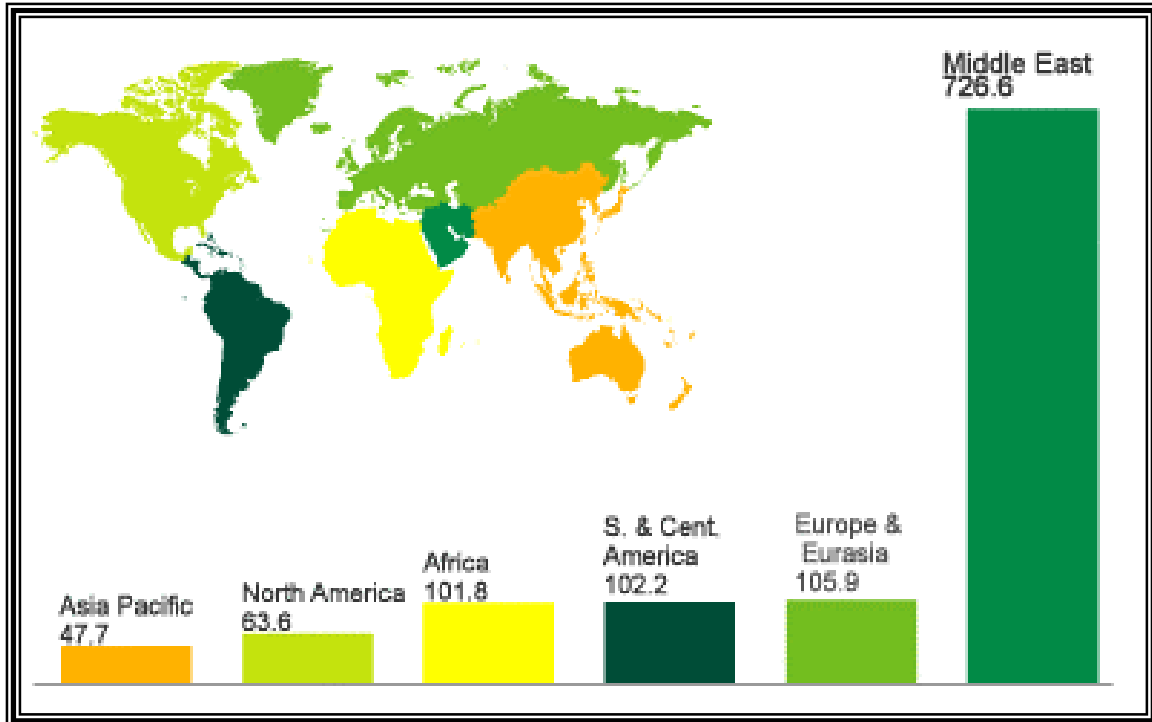 Middle East
726.6
S. & Cent.
America
102.2
Europe &
Eurasia
105.9
Africa
101.8
North America
63.6
Asia Pacific
47.7